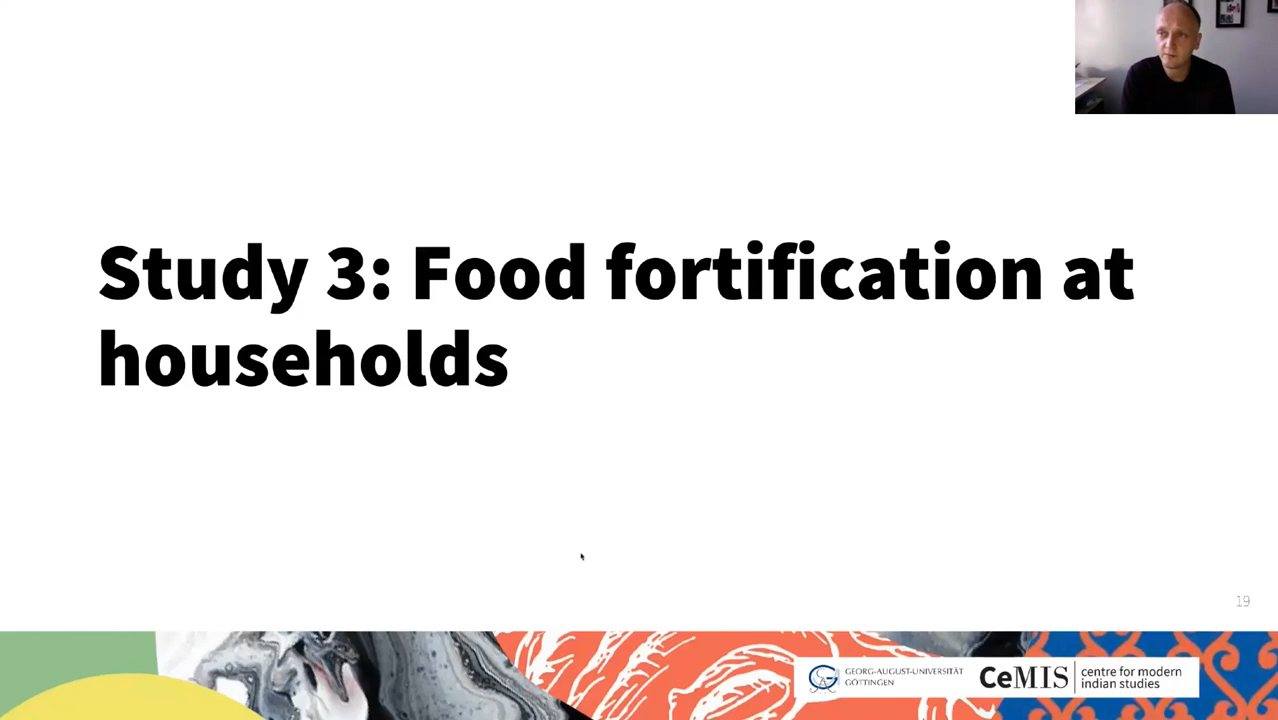 Study 3: Food fortification at
households
19
GEORG-AUGUST-UNIVERSITÄT
GÖTTINGEN
CeMIS
centre for modern
indian studies